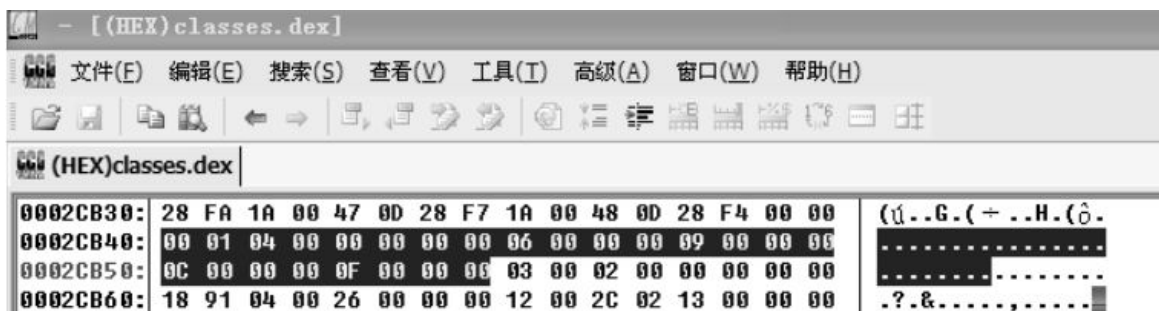 - [(HEX)classes.dex]
文件(F) 编辑(E) 搜索(S) 查看(V) 工具(T) 高级(A) 窗口(W) 帮助(H)
(HEX)classes.dex
0002CB30: 28 FA 1A 00 47 0D 28 F7 1A 00 48 0D 28 F4 00 00 (ú..G.(÷..H.(ô.
0002CB40: 00 01 04 00 00 00 00 00 06 00 00 00 09 00 00 00 ................
0002CB50: 0C 00 00 00 0F 00 00 00 03 00 02 00 00 00 00 00 ................
0002CB60: 18 91 04 00 26 00 00 00 12 00 2C 02 13 00 00 00 .?.&.....,.....